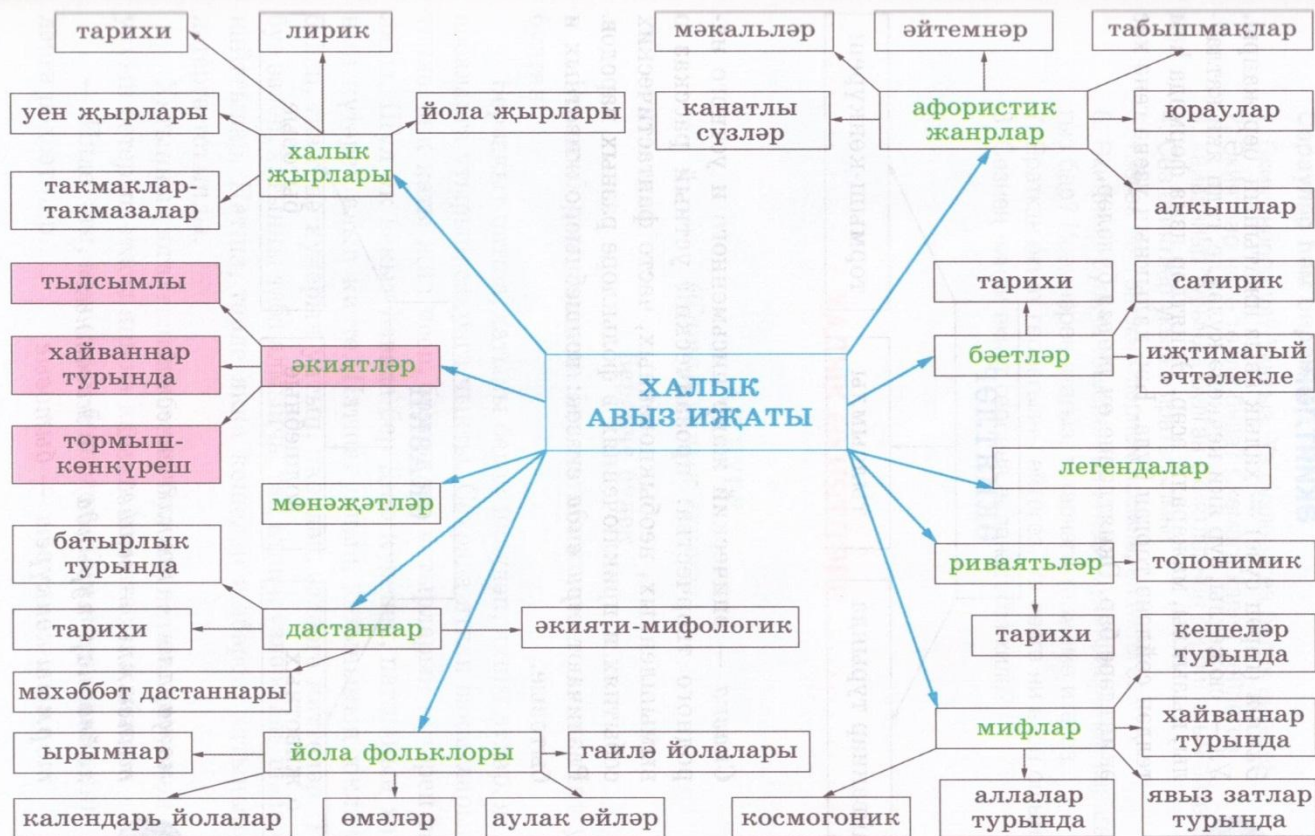 тарихи
лирик
уен җырлары
йола җырлары
халык
җырлары
такмаклар-
такмазалар
мәкальләр
әйтемнәр
табышмаклар
канатлы
сүзләр
афористик
жанрлар
юраулар
алкышлар
тылсымлы
хайваннар
турында
әкиятләр
тормыш-
көнкүреш
ХАЛЫК
АВЫЗ ИҖАТЫ
тарихи
сатирик
бәетләр
иҗтимагый
эчтәлекле
легендалар
мөнәҗәтләр
батырлык
турында
тарихи
дастаннар
әкияти-мифологик
мәхәббәт дастаннары
риваятьләр
топонимик
тарихи
кешеләр
турында
мифлар
хайваннар
турында
космогоник
аллалар
турында
явыз затлар
турында
ырымнар
йола фольклоры
гаилә йолалары
календарь йолалар
өмәләр
аулак өйләр